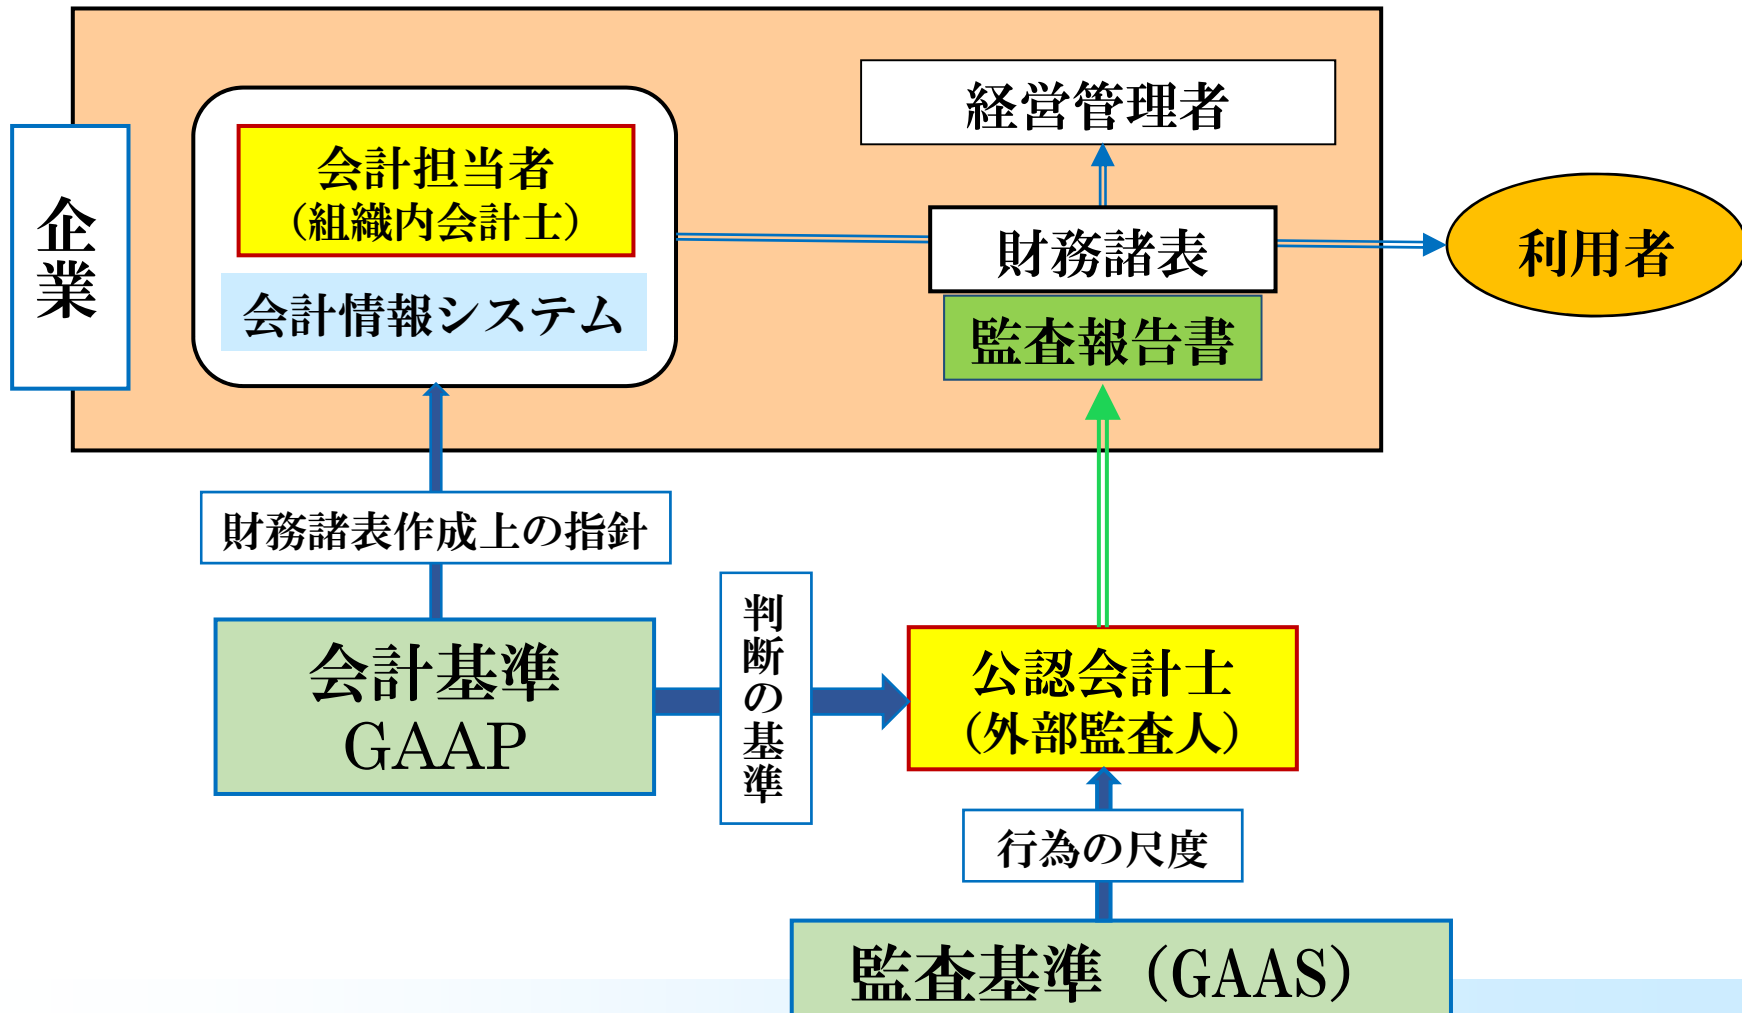 企業
会計担当者
（組織内会計士）
会計情報システム
経営管理者
財務諸表
監査報告書
利用者
財務諸表作成上の指針
会計基準
GAAP
判断の基準
公認会計士
（外部監査人）
行為の尺度
監査基準（GAAS）